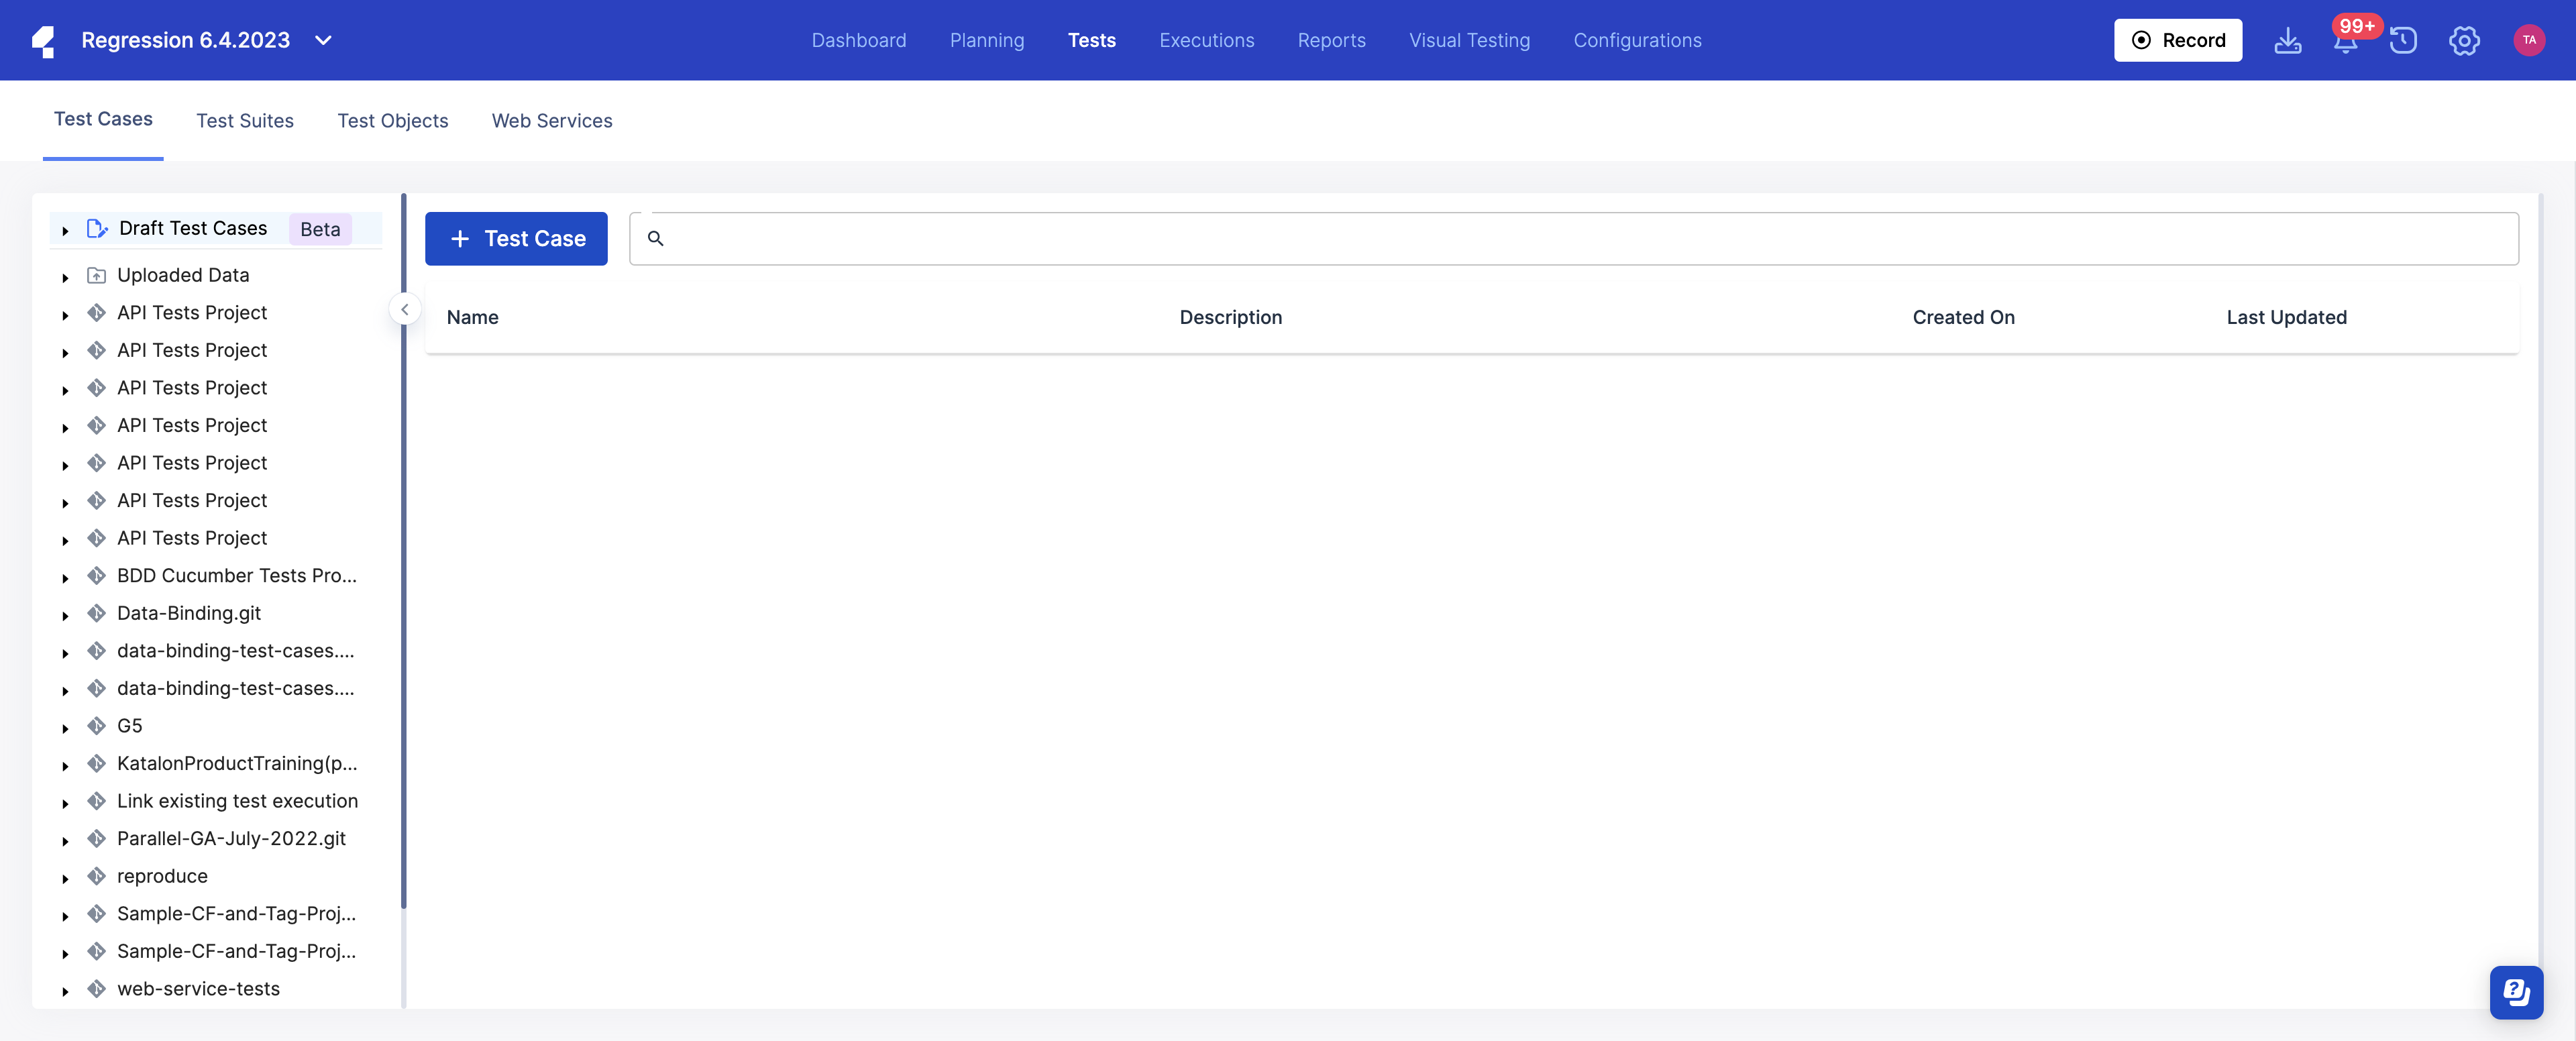 Regression 6.4.2023
Dashboard Planning Tests Executions Reports Visual Testing Configurations
Record
99+
TA
Test Cases Test Suites Test Objects Web Services
Draft Test Cases Beta
Uploaded Data
API Tests Project
API Tests Project
API Tests Project
API Tests Project
API Tests Project
API Tests Project
API Tests Project
BDD Cucumber Tests Pro...
Data-Binding.git
data-binding-test-cases....
data-binding-test-cases....
G5
KatalonProductTraining(p...
Link existing test execution
Parallel-GA-July-2022.git
reproduce
Sample-CF-and-Tag-Proj...
Sample-CF-and-Tag-Proj...
web-service-tests
+ Test Case
Name Description Created On Last Updated
?